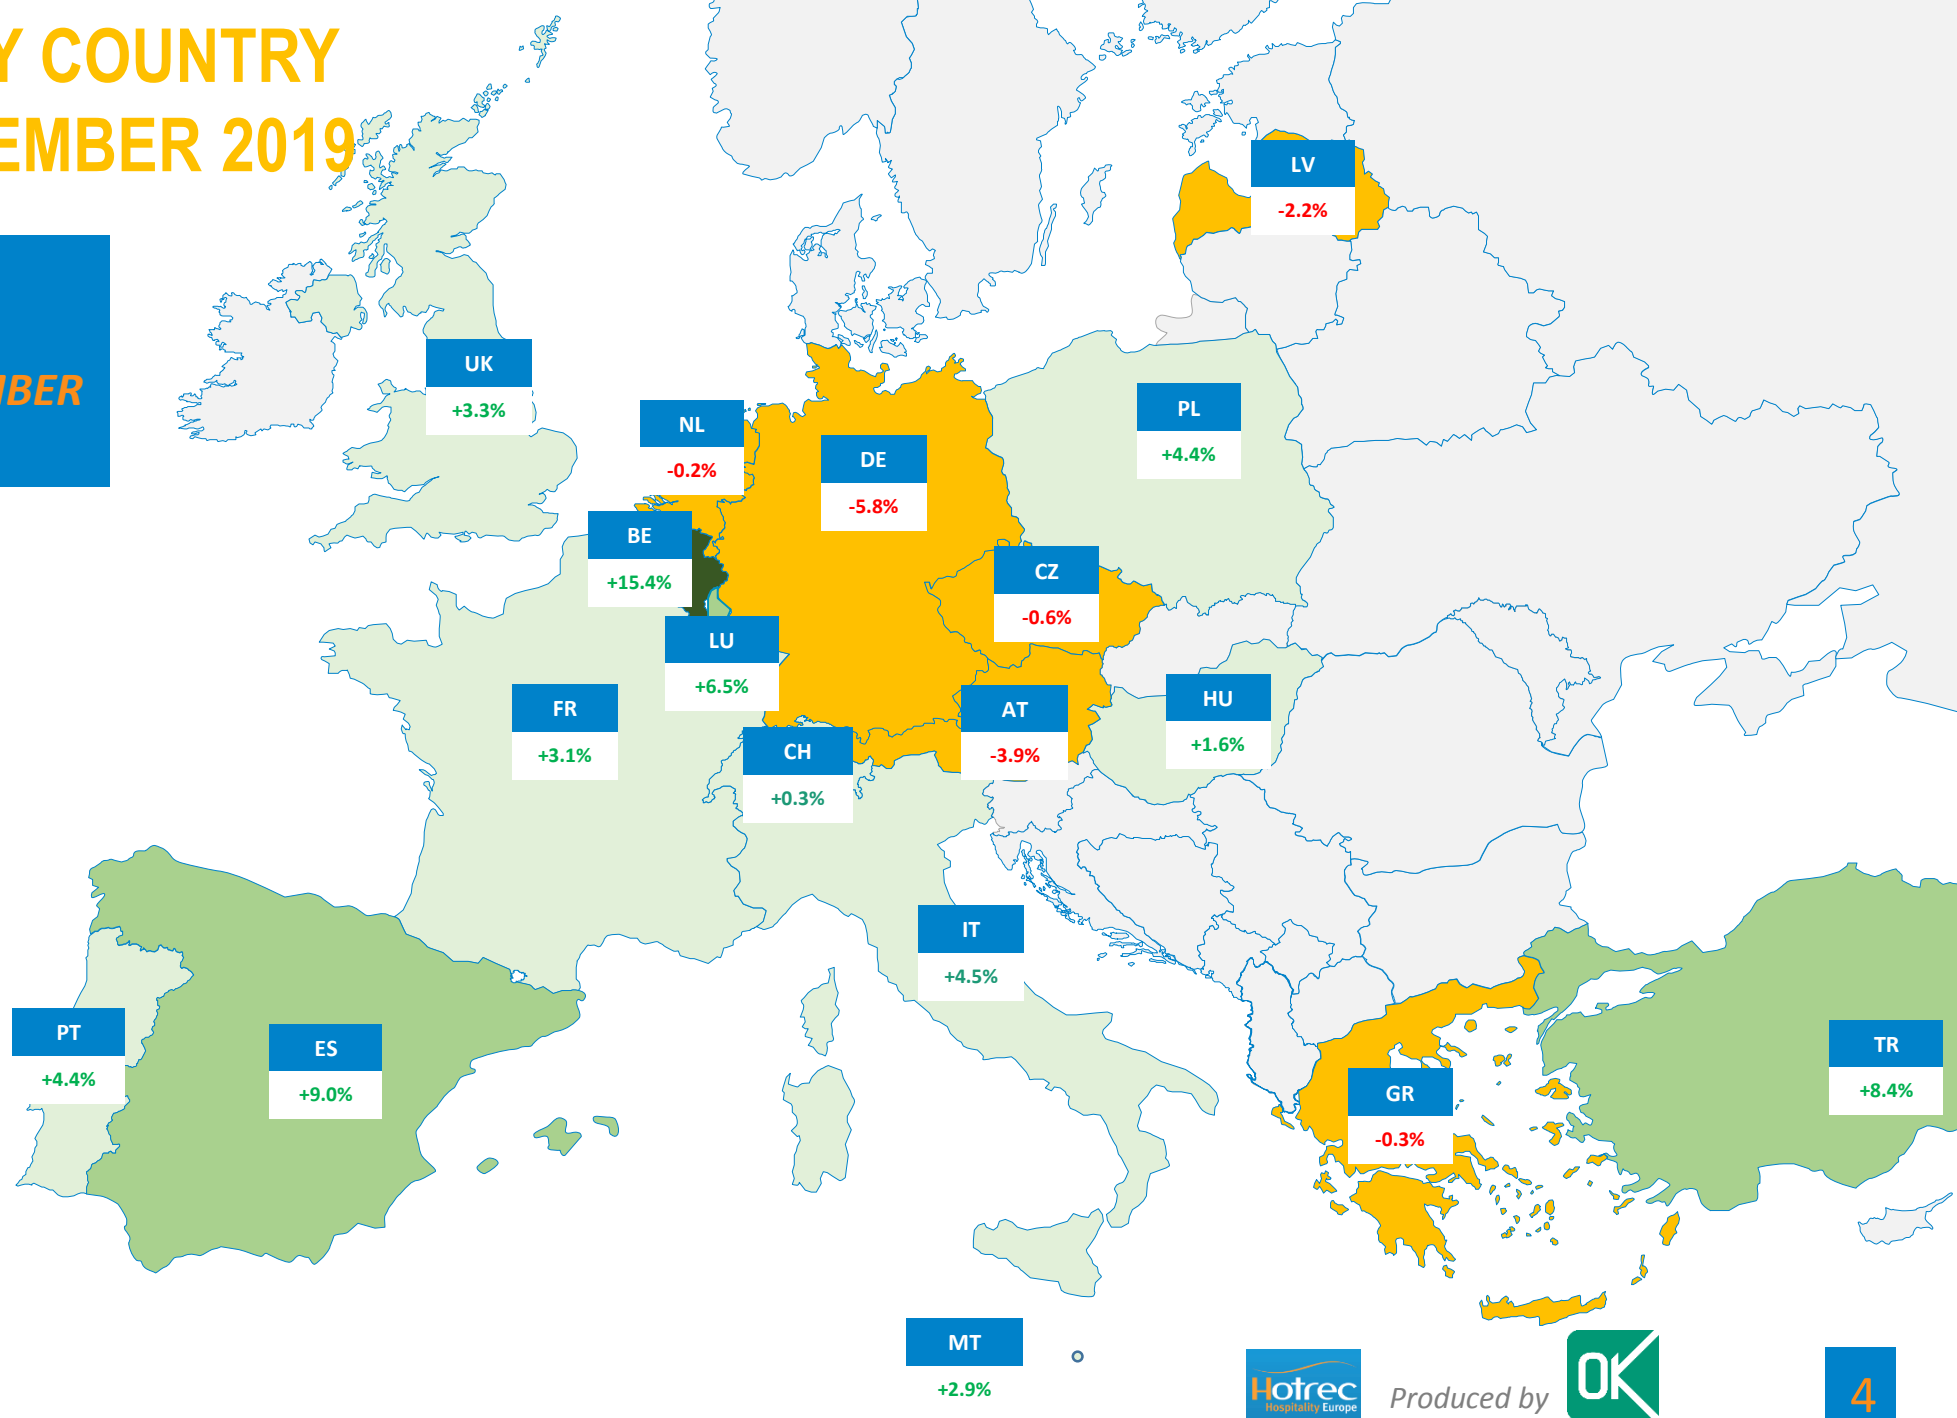 Y COUNTRY
EMBER 2019
MBER
LV
-2.2%
UK
+3.3%
NL
-0.2%
DE
-5.8%
PL
+4.4%
BE
+15.4%
CZ
-0.6%
LU
+6.5%
FR
+3.1%
AT
-3.9%
HU
+1.6%
CH
+0.3%
IT
+4.5%
PT
+4.4%
ES
+9.0%
TR
+8.4%
GR
-0.3%
MT
+2.9%
Hotrec
Hospitality Europe
Produced by
OK
4